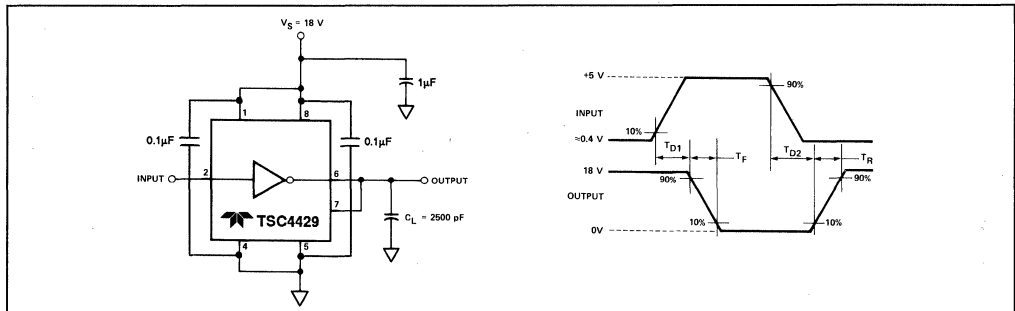 V_S = 18 V
1μF
1
8
0.1μF
0.1μF
INPUT
2
6
OUTPUT
7
TSC4429
C_L = 2500 pF
4
5
+5 V
90%
INPUT
10%
≈0.4 V
T_D1
T_F
T_D2
T_R
18 V
90%
90%
OUTPUT
10%
10%
0V